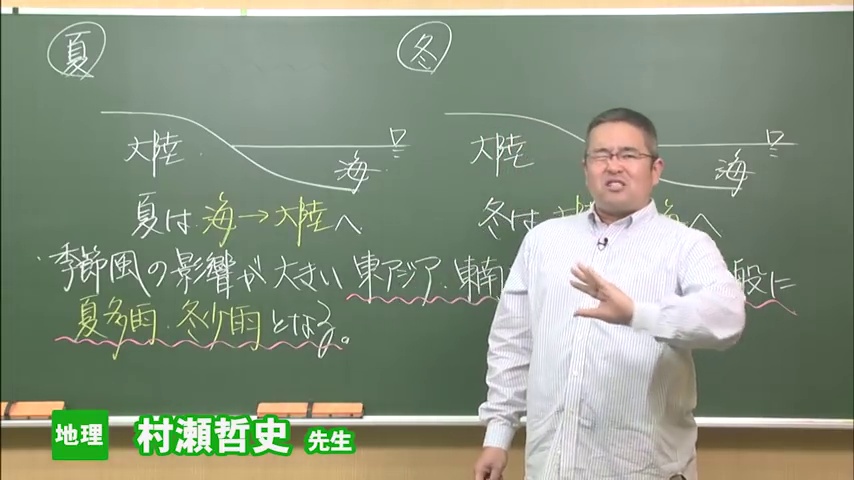 夏
冬
大陸
海
大陸
海
夏は 海→大陸へ
冬は 大陸 海へ
季節風の影響が大きい 東アジア・東南 般に
夏多雨・冬少雨となる。
地理 村瀬哲史 先生